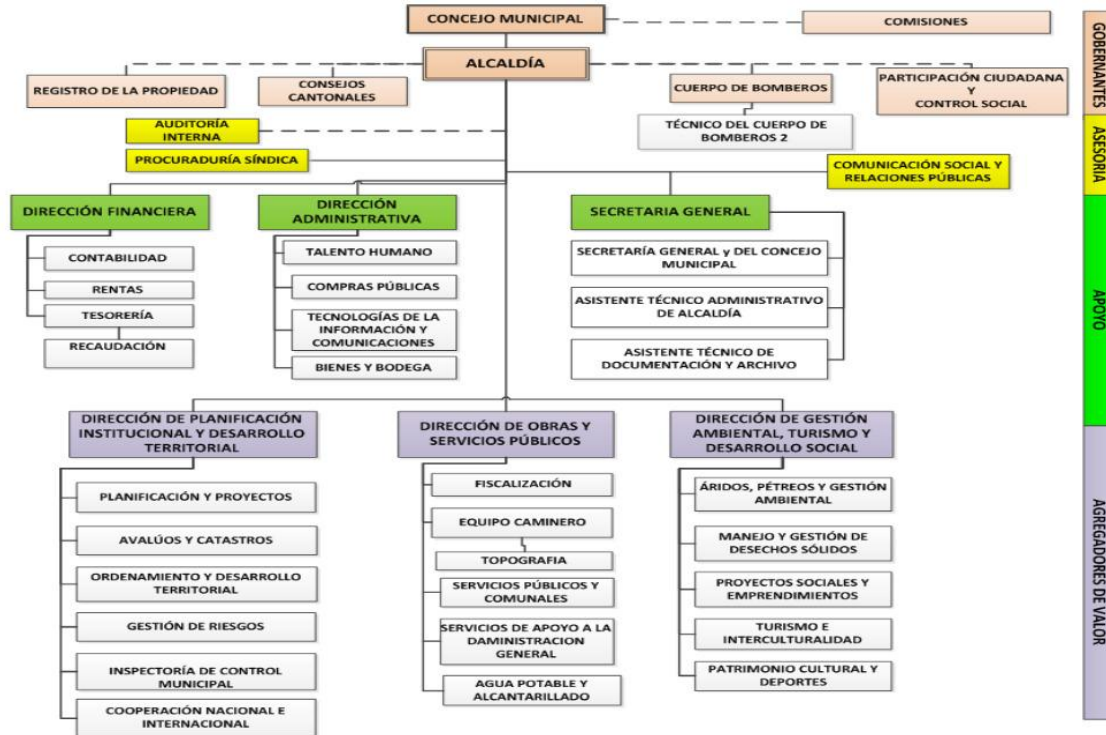 CONCEJO MUNICIPAL
COMISIONES
ALCALDÍA
REGISTRO DE LA PROPIEDAD
CONSEJOS
CANTONALES
CUERPO DE BOMBEROS
PARTICIPACIÓN CIUDADANA
Y
CONTROL SOCIAL
GOBERNANTES
AUDITORÍA
INTERNA
TÉCNICO DEL CUERPO DE
BOMBEROS 2
PROCURADURÍA SÍNDICA
COMUNICACIÓN SOCIAL Y
RELACIONES PÚBLICAS
ASESORIA
DIRECCIÓN FINANCIERA
CONTABILIDAD
RENTAS
TESORERÍA
RECAUDACIÓN
DIRECCIÓN
ADMINISTRATIVA
TALENTO HUMANO
COMPRAS PÚBLICAS
TECNOLOGÍAS DE LA
INFORMACIÓN Y
COMUNICACIONES
BIENES Y BODEGA
SECRETARIA GENERAL
SECRETARÍA GENERAL y DEL CONCEJO
MUNICIPAL
ASISTENTE TÉCNICO ADMINISTRATIVO
DE ALCALDÍA
ASISTENTE TÉCNICO DE
DOCUMENTACIÓN Y ARCHIVO
APOYO
DIRECCIÓN DE PLANIFICACIÓN
INSTITUCIONAL Y DESARROLLO
TERRITORIAL
PLANIFICACIÓN Y PROYECTOS
AVALÚOS Y CATASTROS
ORDENAMIENTO Y DESARROLLO
TERRITORIAL
GESTIÓN DE RIESGOS
INSPECTORÍA DE CONTROL
MUNICIPAL
COOPERACIÓN NACIONAL E
INTERNACIONAL
DIRECCIÓN DE OBRAS Y
SERVICIOS PÚBLICOS
FISCALIZACIÓN
EQUIPO CAMINERO
TOPOGRAFIA
SERVICIOS PÚBLICOS Y
COMUNALES
SERVICIOS DE APOYO A LA
DAMINISTRACION
GENERAL
AGUA POTABLE Y
ALCANTARILLADO
DIRECCIÓN DE GESTIÓN
AMBIENTAL, TURISMO Y
DESARROLLO SOCIAL
ÁRIDOS, PÉTREOS Y GESTIÓN
AMBIENTAL
MANEJO Y GESTIÓN DE
DESECHOS SÓLIDOS
PROYECTOS SOCIALES Y
EMPRENDIMIENTOS
TURISMO E
INTERCULTURALIDAD
PATRIMONIO CULTURAL Y
DEPORTES
AGREGADORES DE VALOR